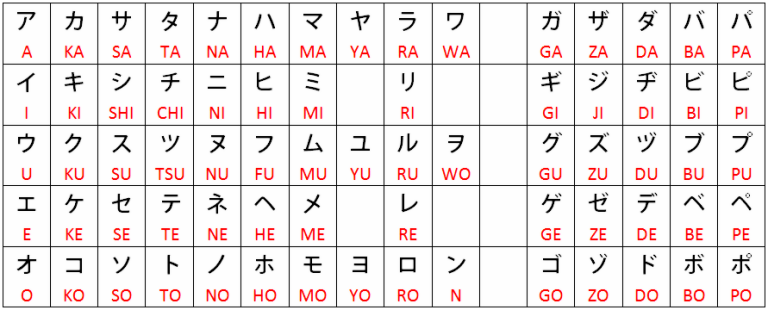 ア カ サ タ ナ ハ マ ヤ ラ ワ ガ ザ ダ バ パ
A KA SA TA NA HA MA YA RA WA GA ZA DA BA PA
イ キ シ チ ニ ヒ ミ リ ギ ジ ヂ ビ ピ
I KI SHI CHI NI HI MI RI GI JI DI BI PI
ウ ク ス ツ ヌ フ ム ユ ル ヲ グ ズ ヅ ブ プ
U KU SU TSU NU FU MU YU RU WO GU ZU DU BU PU
エ ケ セ テ ネ ヘ メ レ ゲ ゼ デ ベ ペ
E KE SE TE NE HE ME RE GE ZE DE BE PE
オ コ ソ ト ノ ホ モ ヨ ロ ン ゴ ゾ ド ボ ポ
O KO SO TO NO HO MO YO RO N GO ZO DO BO PO